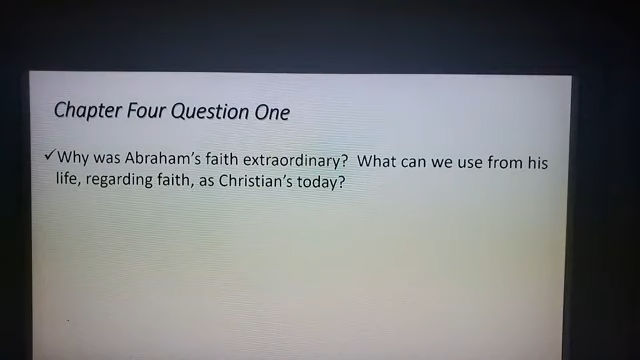 Chapter Four Question One
✓Why was Abraham's faith extraordinary?  What can we use from his
life, regarding faith, as Christian's today?